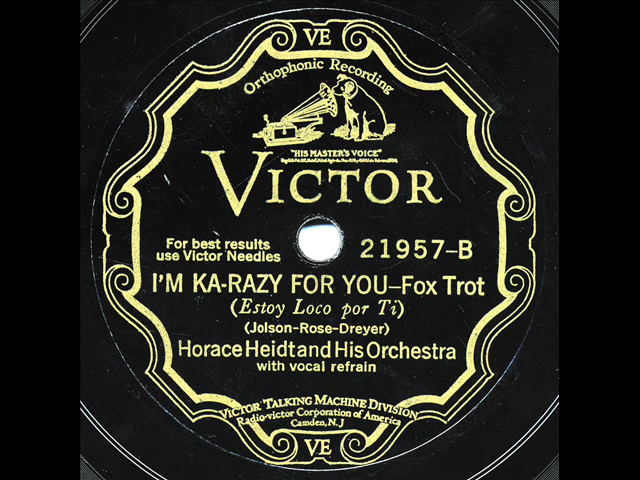 VE
Orthophonic Recording
"HIS MASTER'S VOICE"
VICTOR
For best results
use Victor Needles
21957-B
I'M KA-RAZY FOR YOU—Fox Trot
(Estoy Loco por Ti)
(Jolson-Rose-Dreyer)
Horace Heidt and His Orchestra
with vocal refrain
VICTOR TALKING MACHINE DIVISION
Radio-victor Corporation of America
Camden, N.J
VE